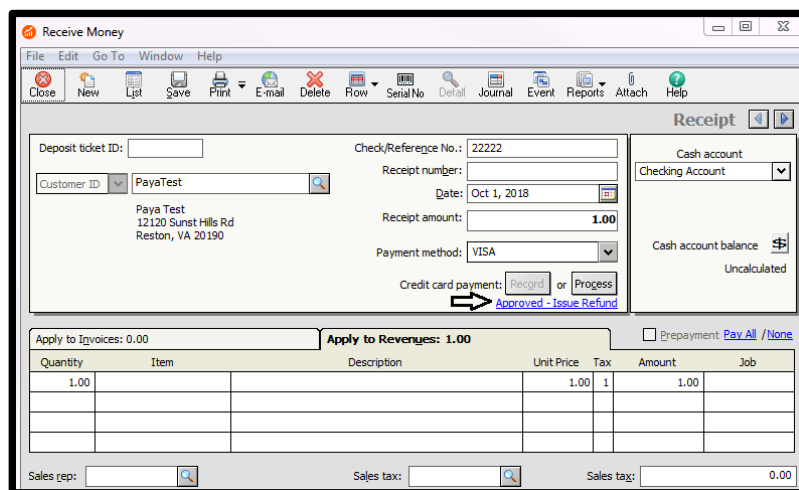 Receive Money
File Edit Go To Window Help
Close New List Save Print E-mail Delete Row Serial No Detail Journal Event Reports Attach Help
Receipt
Deposit ticket ID:
Check/Reference No.: 22222
Cash account
Receipt number:
Checking Account
Customer ID PayaTest
Date: Oct 1, 2018
Paya Test
12120 Sunst Hills Rd
Reston, VA 20190
Receipt amount: 1.00
Payment method: VISA
Cash account balance
Uncalculated
Credit card payment: Record or Process
Approved - Issue Refund
Apply to Invoices: 0.00 Apply to Revenues: 1.00 Prepayment Pay All /None
Quantity Item Description Unit Price Tax Amount Job
1.00 1.00 1 1.00
Sales rep: Sales tax: Sales tax: 0.00